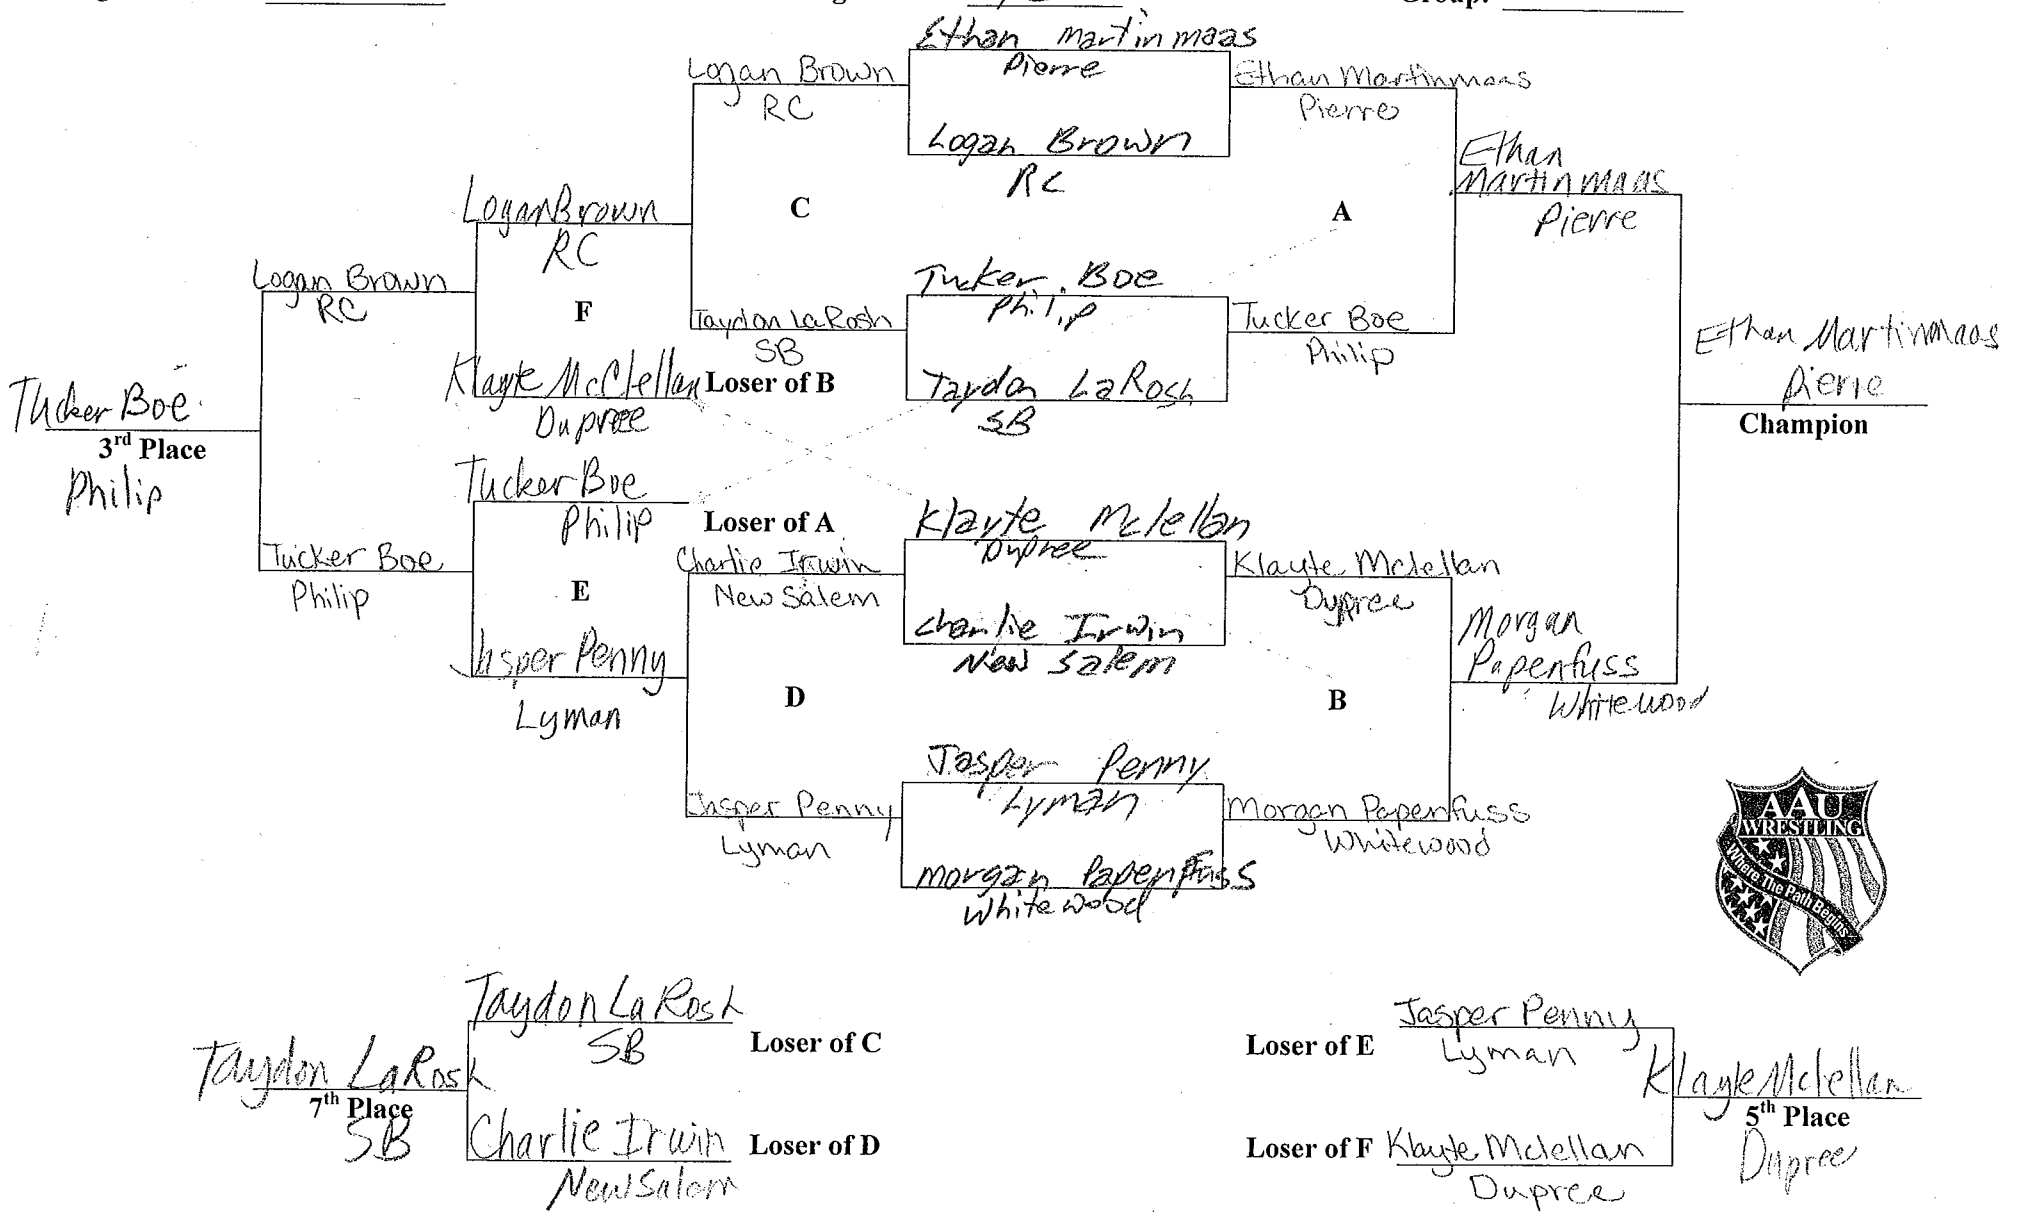 Group:
Ethan Martinmaas
Pierre
Logan Brown
RC
Tucker Boe
Philip
Taydon LaRosh
SB
Klayte Mclellan
Dupree
Charlie Irwin
New Salem
Jasper Penny
Lyman
Morgan Papenfuss
Whitewood
Ethan Martinmaas
Pierre
Tucker Boe
Philip
A
Klayte Mclellan
Dupree
Morgan Papenfuss
Whitewood
B
Ethan
Martinmaas
Pierre
Morgan
Papenfuss
Whitewood
Ethan Martinmaas
Pierre
Champion
Logan Brown
RC
C
Taydon LaRosh
SB
Loser of B
Loser of A
Charlie Irwin
New Salem
D
Jasper Penny
Lyman
Logan Brown
RC
F
Klayte McClellan
Dupree
Tucker Boe
Philip
E
Jasper Penny
Lyman
Logan Brown
RC
Tucker Boe
Philip
Tucker Boe
3rd Place
Philip
AAU
WRESTLING
Where The Path Begins
Taydon LaRosh
SB
Loser of C
Taydon LaRosh
7th Place
SB
Charlie Irwin
New Salem
Loser of D
Loser of E
Jasper Penny
Lyman
Klayte Mclellan
5th Place
Dupree
Loser of F
Klayte Mclellan
Dupree